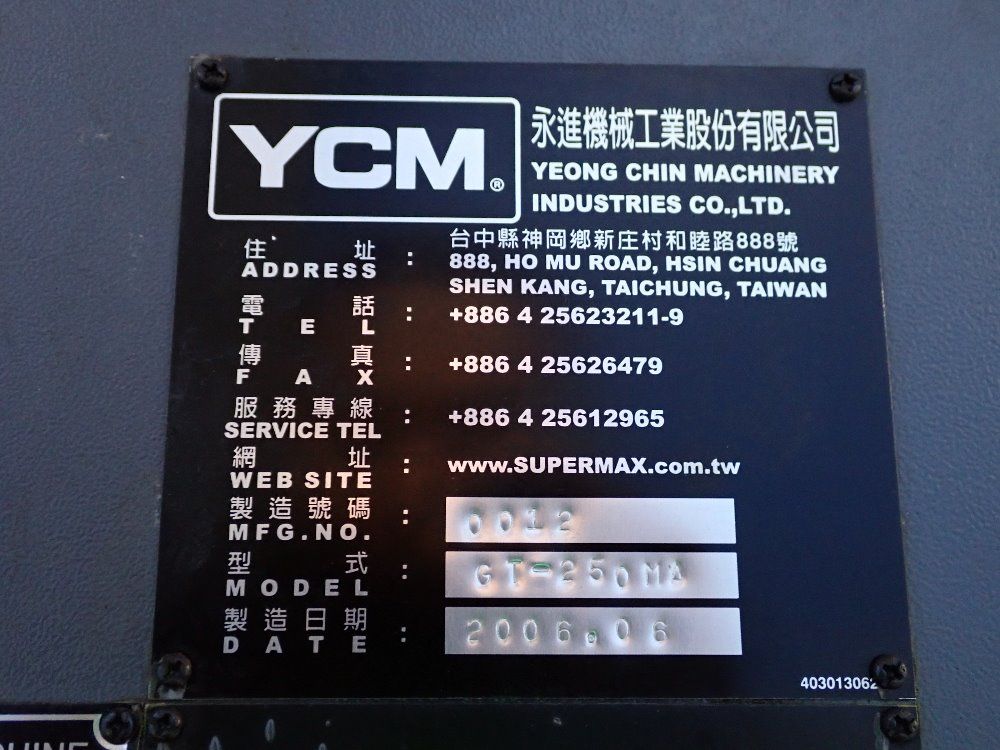 YCM®
永進機械工業股份有限公司
YEONG CHIN MACHINERY
INDUSTRIES CO.,LTD.
住址 : 台中縣神岡鄉新庄村和睦路888號
ADDRESS 888, HO MU ROAD, HSIN CHUANG
SHEN KANG, TAICHUNG, TAIWAN
電話
TEL : +886 4 25623211-9
傳真
FAX : +886 4 25626479
服務專線
SERVICE TEL : +886 4 25612965
網址
WEB SITE : www.SUPERMAX.com.tw
製造號碼
MFG.NO. : 0012
型式
MODEL : GT-250MA
製造日期
DATE : 2006.06